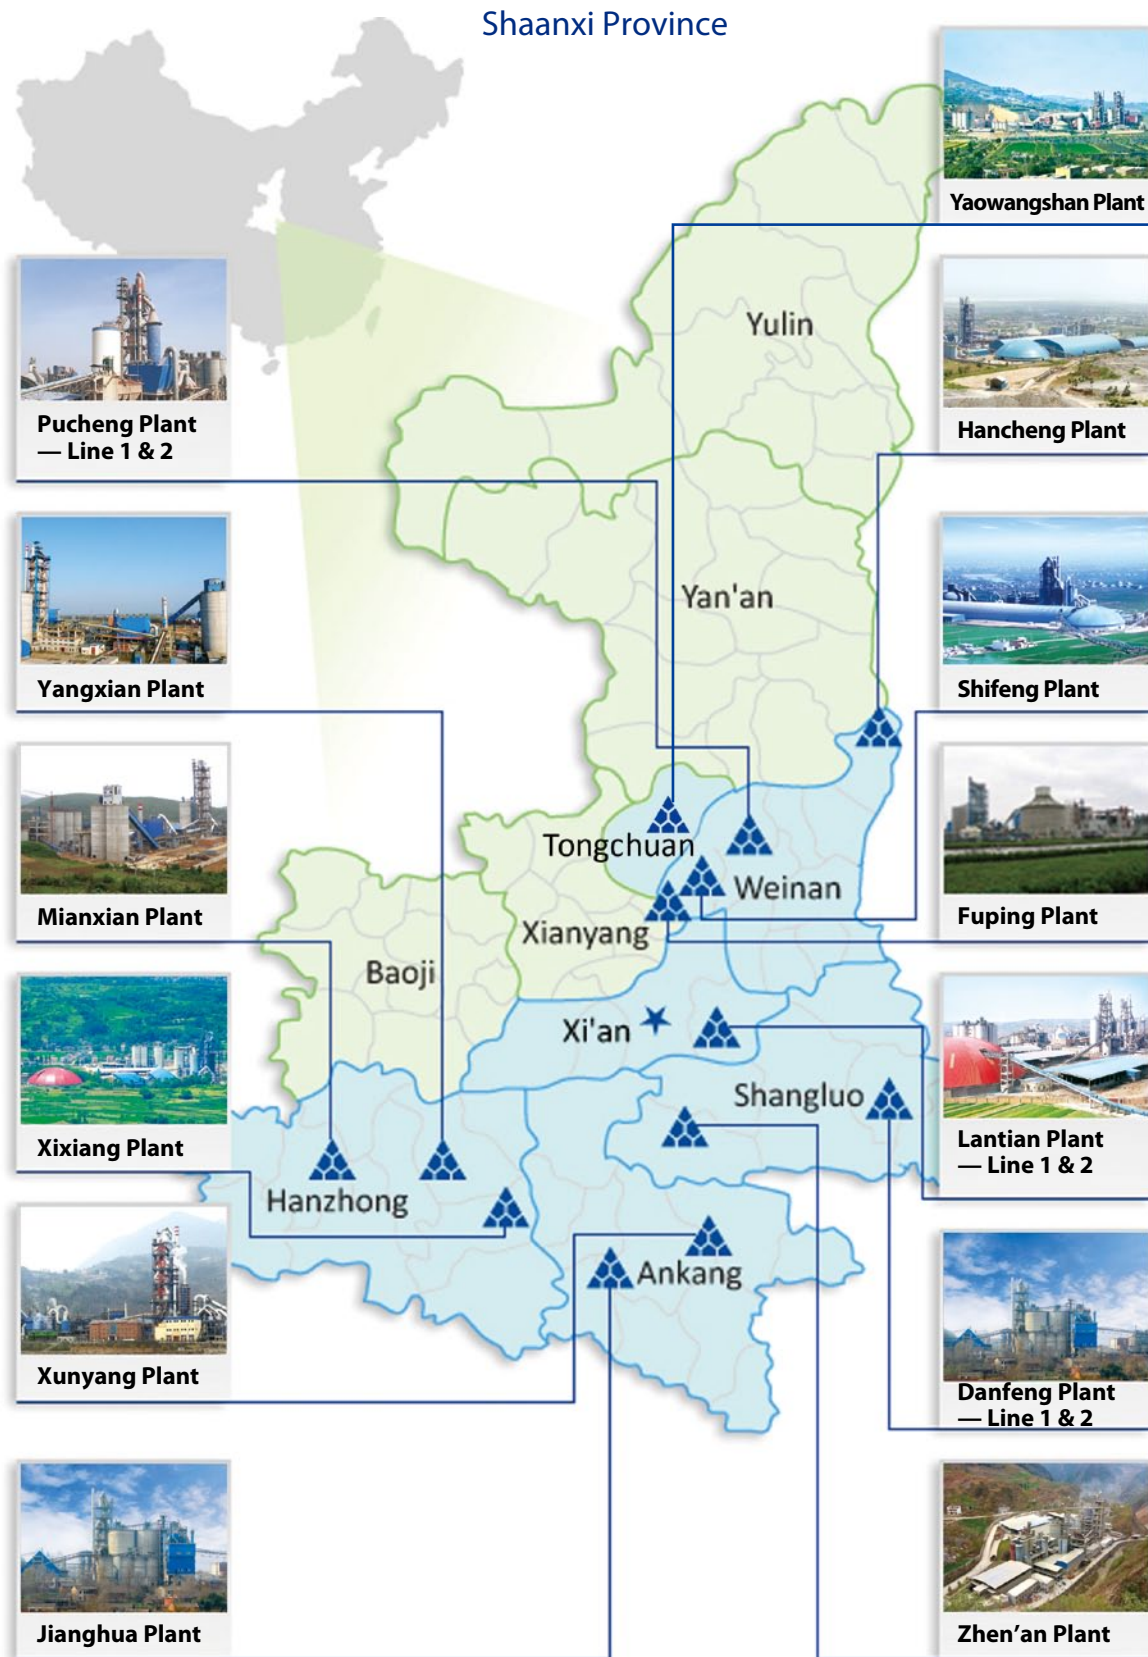 Shaanxi Province
Yaowangshan Plant
Pucheng Plant
— Line 1 & 2
Hancheng Plant
Yangxian Plant
Shifeng Plant
Mianxian Plant
Fuping Plant
Xixiang Plant
Lantian Plant
— Line 1 & 2
Xunyang Plant
Danfeng Plant
— Line 1 & 2
Jianghua Plant
Zhen’an Plant
Yulin
Yan'an
Tongchuan
Weinan
Xianyang
Baoji
Xi'an
Shangluo
Hanzhong
Ankang